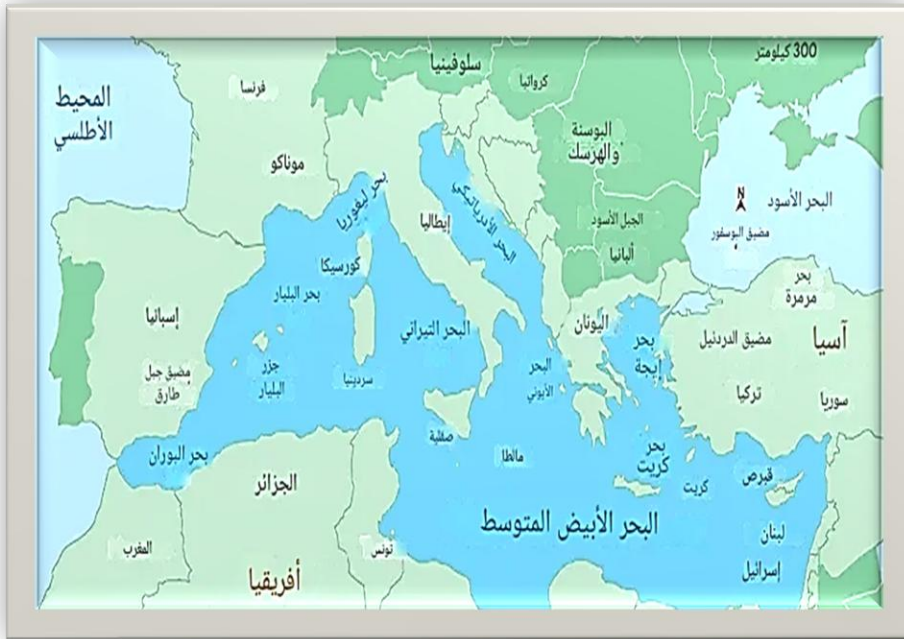 300 كيلومتر
سلوفينيا
كرواتيا
فرنسا
المحيط
الأطلسي
البوسنة
والهرسك
موناكو
بحر ليغوريا
البحر الأسود
N
مضيق البوسفور
الجبل الأسود
ألبانيا
إيطاليا
البحر الأدرياتيكي
كورسيكا
بحر البليار
بحر
مرمرة
إسبانيا
البحر التيراني
اليونان
بحر
إيجة
مضيق الدردنيل
آسيا
جزر
البليار
سردينيا
البحر
الأيوني
مضيق جبل
طارق
تركيا
سوريا
صقلية
مالطا
بحر
كريت
كريت
قبرص
بحر البوران
الجزائر
البحر الأبيض المتوسط
لبنان
إسرائيل
المغرب
تونس
أفريقيا